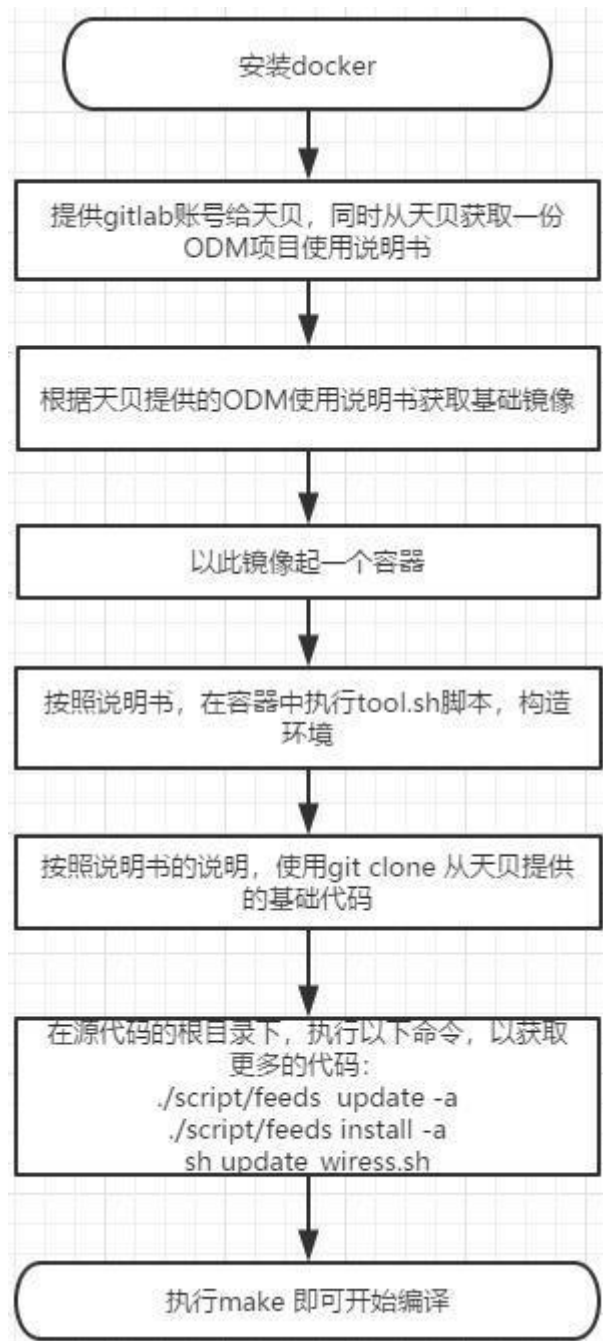 安装docker
提供gitlab账号给天贝，同时从天贝获取一份
ODM项目使用说明书
根据天贝提供的ODM使用说明书获取基础镜像
以此镜像起一个容器
按照说明书，在容器中执行tool.sh脚本，构造
环境
按照说明书的说明，使用git clone 从天贝提供
的基础代码
在源代码的根目录下，执行以下命令，以获取
更多的代码：
./script/feeds  update -a
./script/feeds install -a
sh update_wiress.sh
执行make 即可开始编译